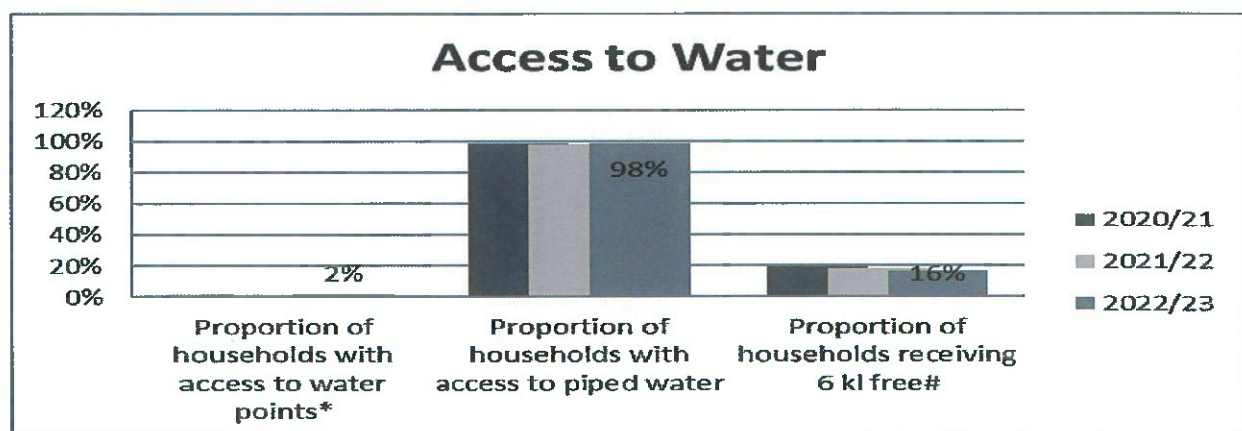 Access to Water
120%
100%
80%
60%
40%
20%
0%
2%
98%
16%
Proportion of
households with
access to water
points*
Proportion of
households with
access to piped water
Proportion of
households receiving
6 kl free#
2020/21
2021/22
2022/23